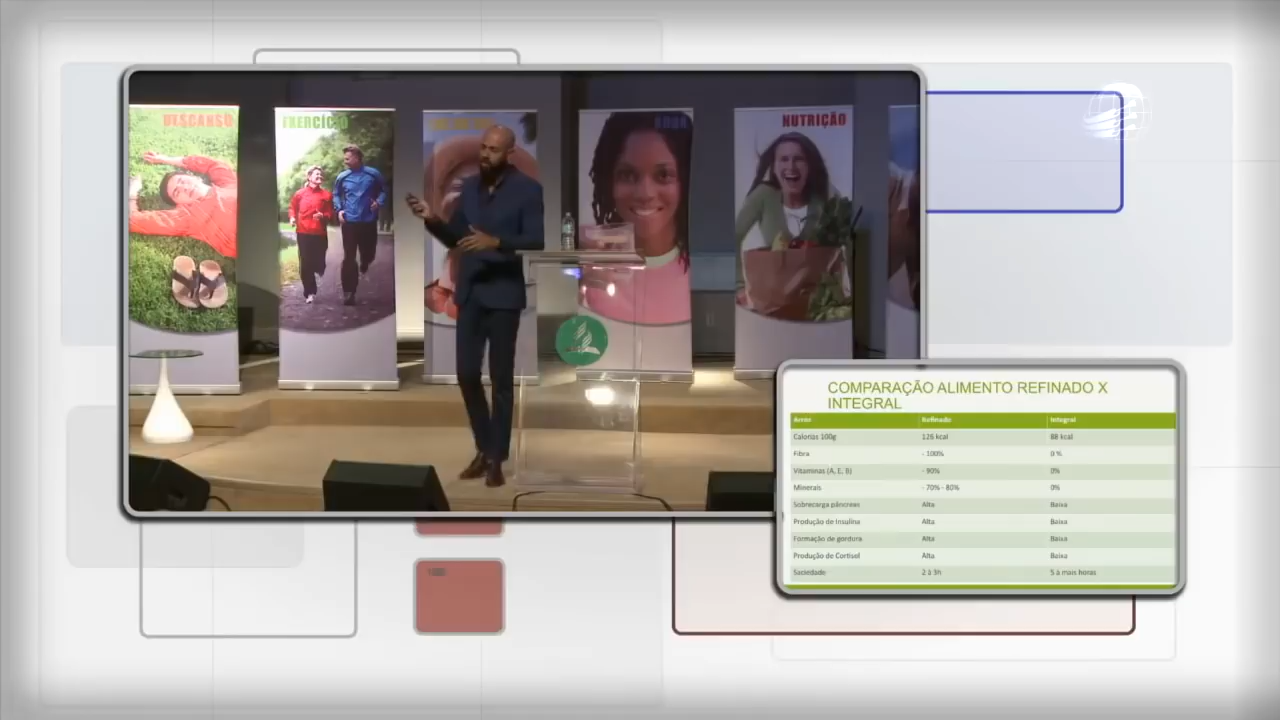 DESCANSO
EXERCÍCIO
NUTRIÇÃO
COMPARAÇÃO ALIMENTO REFINADO X
INTEGRAL
Arroz Refinado Integral
Calorias 100g 126 kcal 88 kcal
Fibra - 100% 0 %
Vitaminas (A, E, B) - 90% 0%
Minerais - 70% - 80% 0%
Sobrecarga pâncreas Alta Baixa
Produção de Insulina Alta Baixa
Formação de gordura Alta Baixa
Produção de Cortisol Alta Baixa
Saciedade 2 à 3h 5 à mais horas